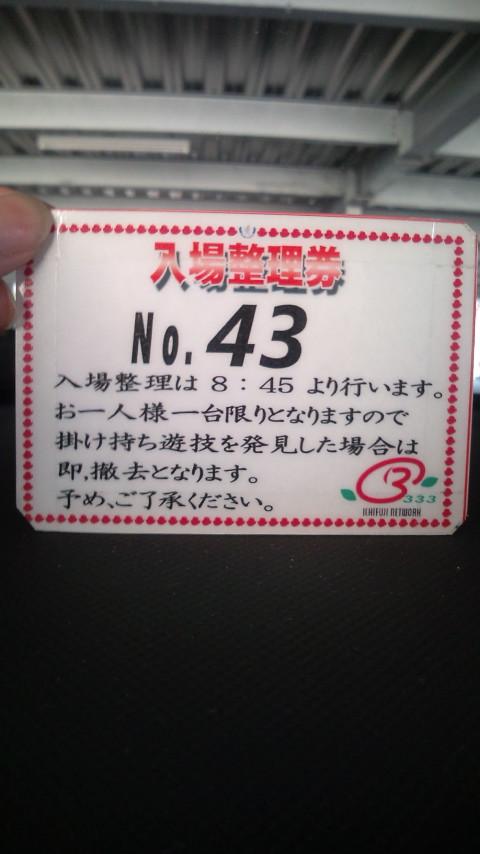 入場整理券
No. 43
入場整理は 8:45 より行います。
お一人様一台限りとなりますので
掛け持ち遊技を発見した場合は
即,撤去となります。
予め、ご了承ください。
333
ICHIFUJI NETWORK